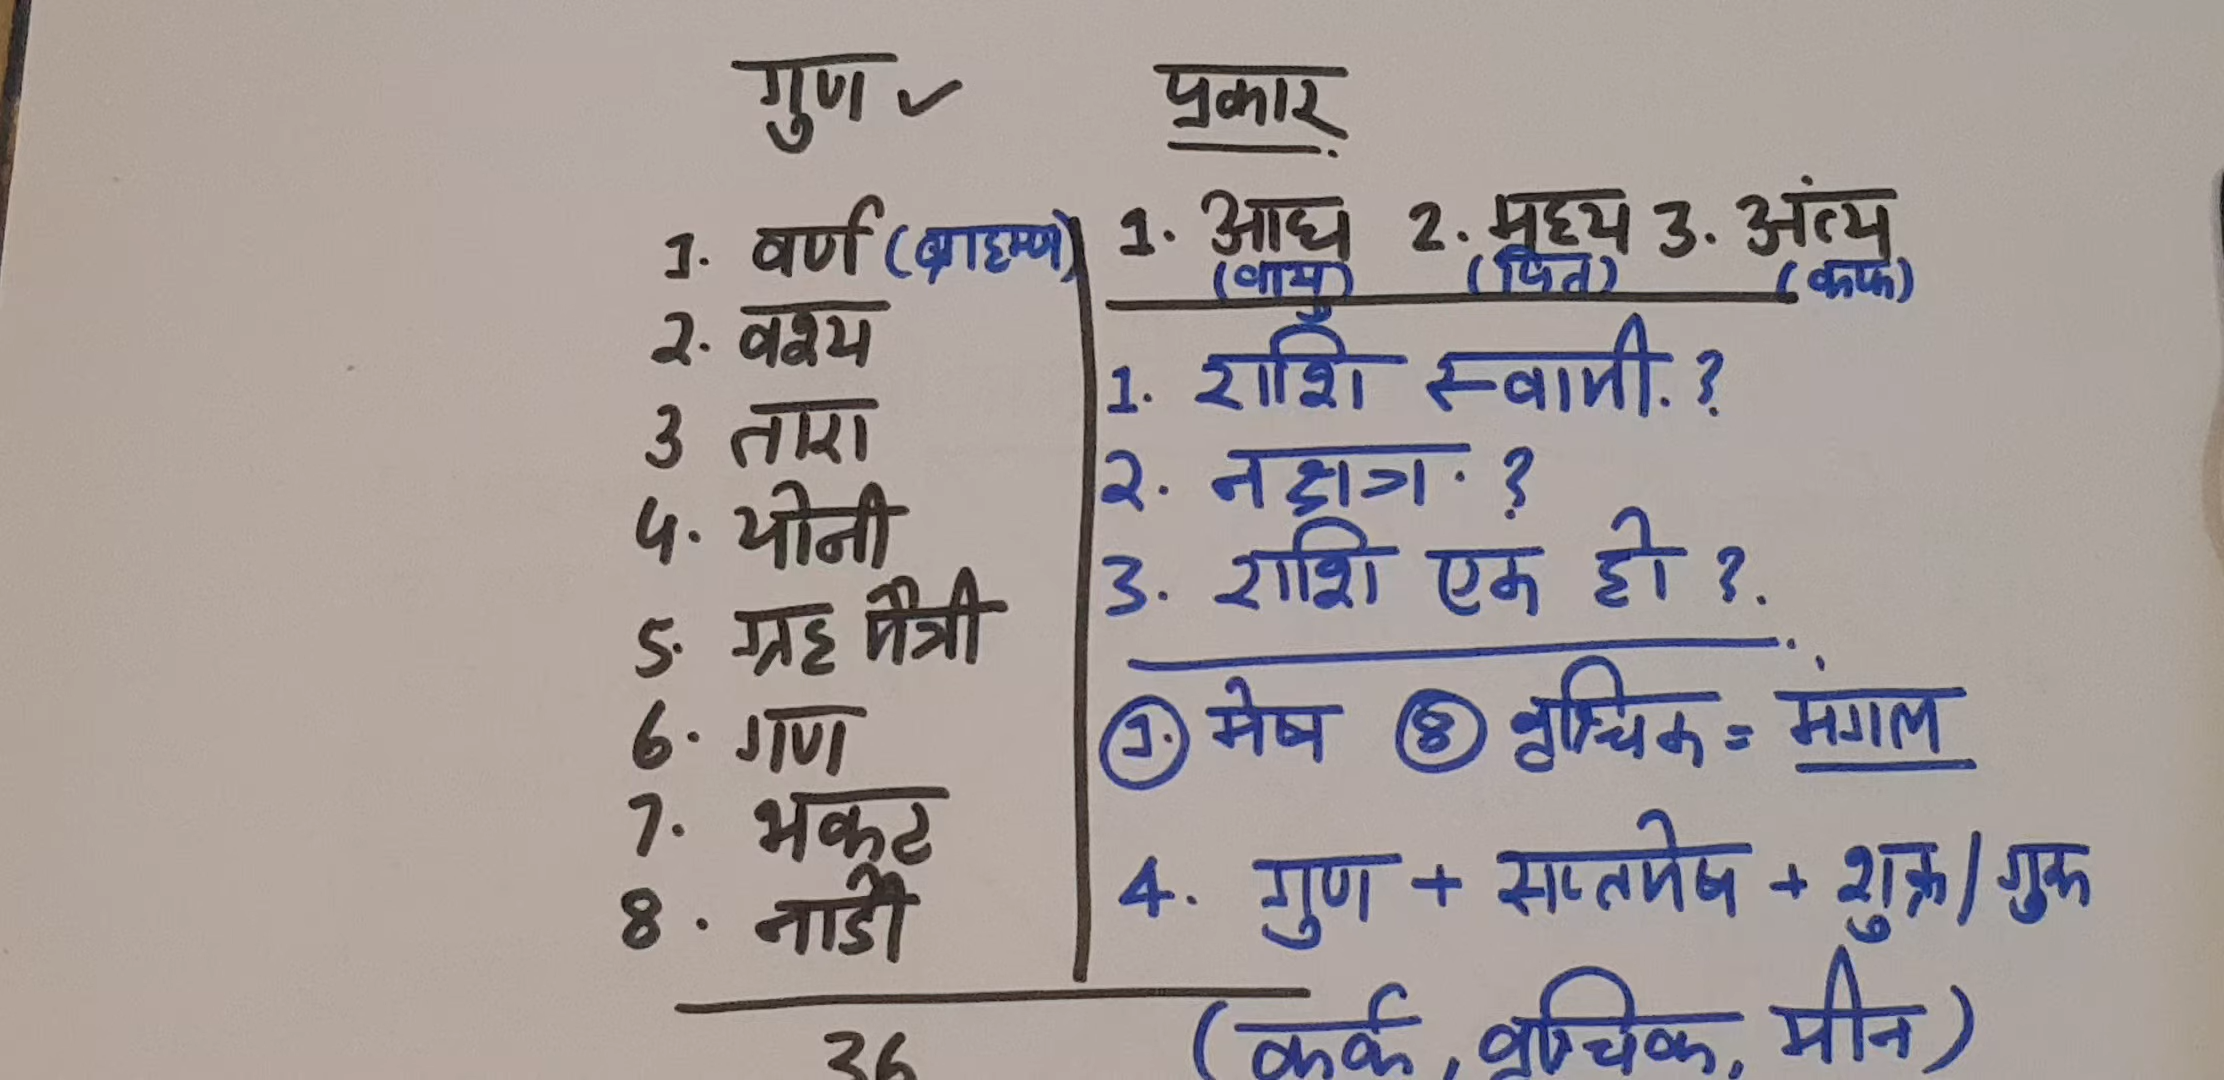 गुण ✓
प्रकार
1. वर्ण (ब्राह्मण)
2. वश्य
3 तारा
4. योनी
5. ग्रह मैत्री
6. गण
7. भकुट
8. नाडी
36
1. आद्य 2. मध्य 3. अंत्य
(वायु) (पित) (कफ)
1. राशि स्वामी.?
2. नक्षत्र.?
3. राशि एक हो?.
1. मेष 8 वृश्चिक = मंगल
4. गुण + सप्तमेष + शुक्र/गुरू
(कर्क, वृश्चिक, मीन)